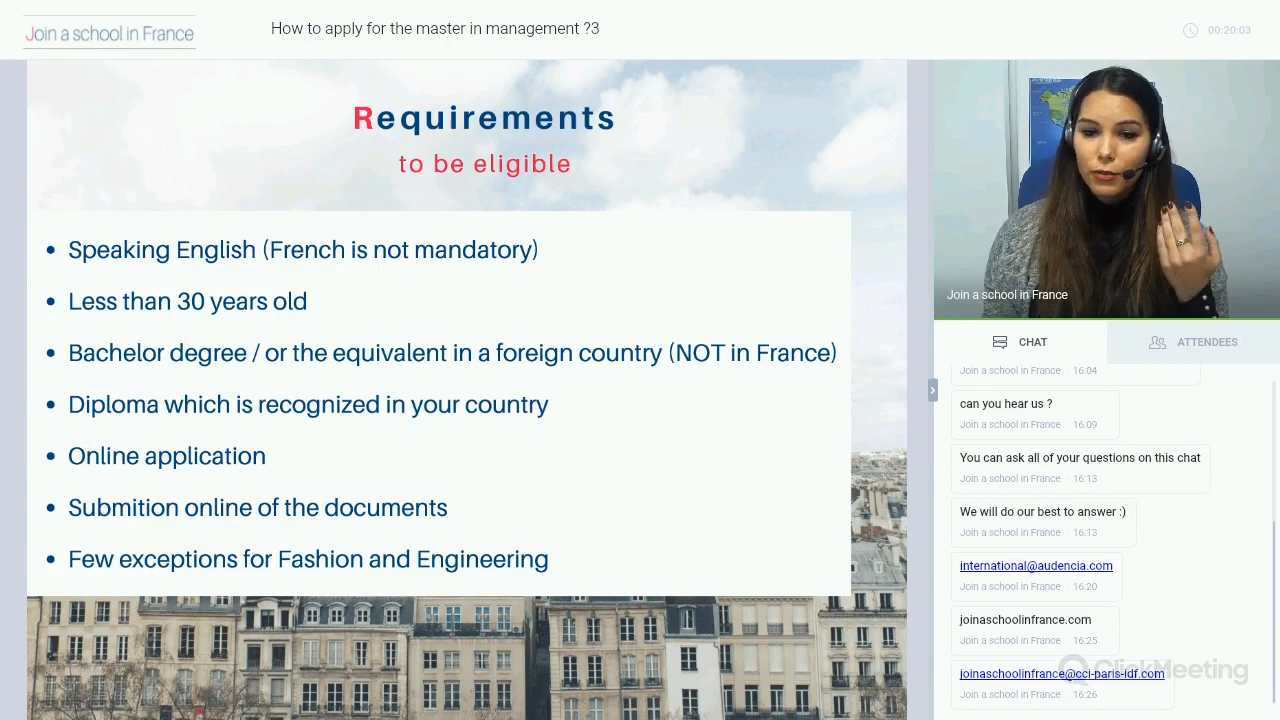 Join a school in France
How to apply for the master in management ?3
00:20:03
Requirements
to be eligible
• Speaking English (French is not mandatory)
• Less than 30 years old
• Bachelor degree / or the equivalent in a foreign country (NOT in France)
• Diploma which is recognized in your country
• Online application
• Submition online of the documents
• Few exceptions for Fashion and Engineering
Join a school in France
CHAT
ATTENDEES
Join a school in France 16:04
can you hear us ?
Join a school in France 16:09
You can ask all of your questions on this chat
Join a school in France 16:13
We will do our best to answer :)
Join a school in France 16:13
international@audencia.com
Join a school in France 16:20
joinaschoolinfrance.com
Join a school in France 16:25
joinaschoolinfrance@cci-paris-idf.com
Join a school in France 16:26
ClickMeeting